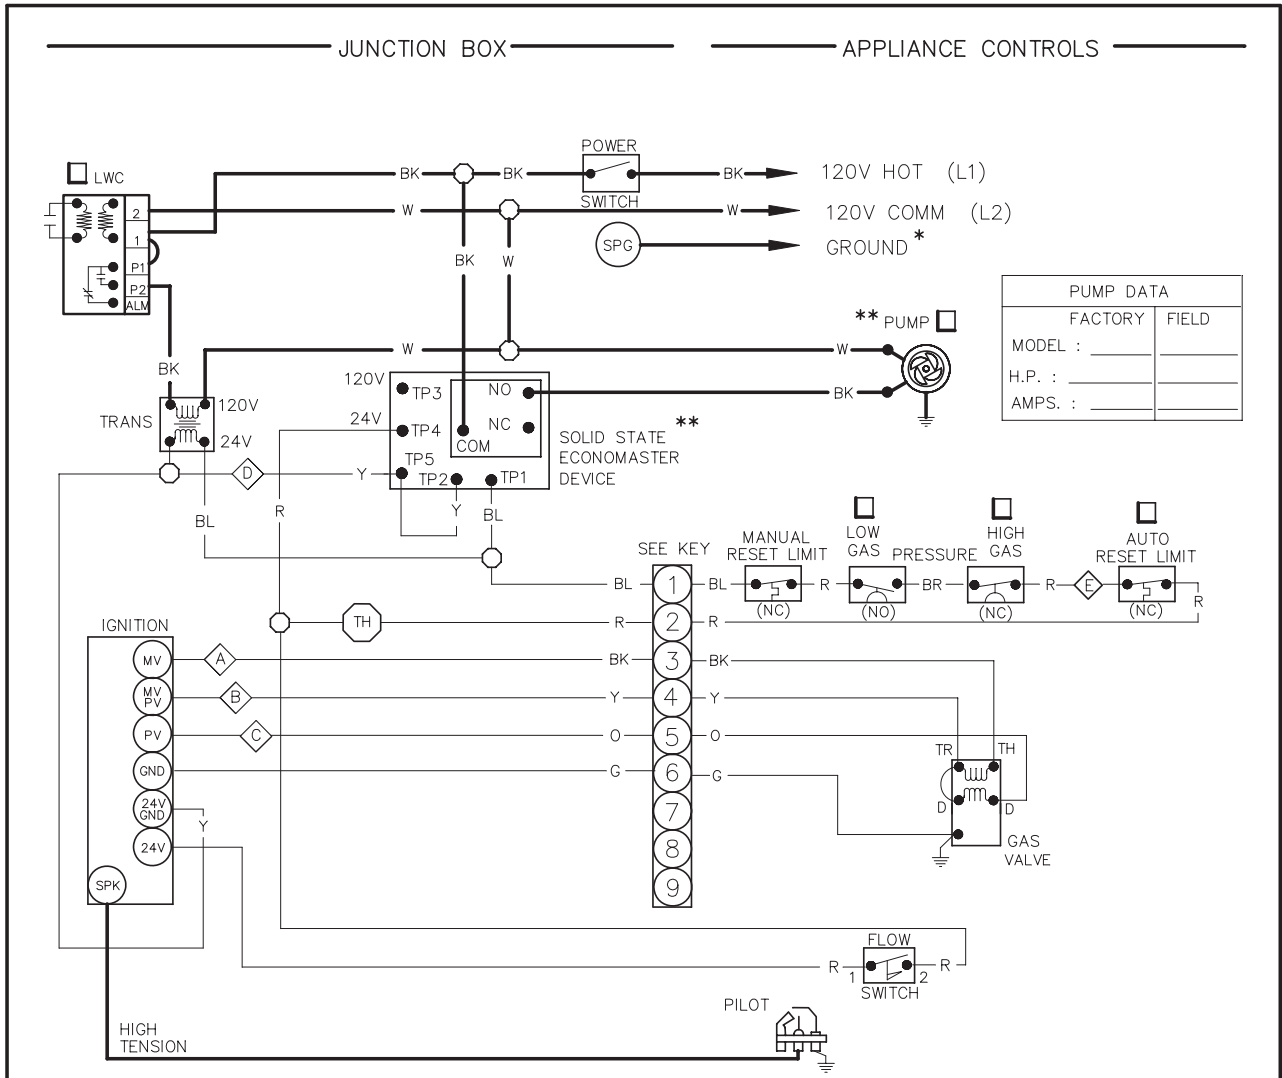 JUNCTION BOX
APPLIANCE CONTROLS
LWC
2
1
P1
P2
ALM
BK
BK
POWER
SWITCH
BK
120V HOT (L1)
W
W
120V COMM (L2)
SPG
GROUND *
BK
W
PUMP DATA
FACTORY FIELD
MODEL :
H.P. :
AMPS. :
** PUMP
W
W
BK
BK
TRANS
120V
24V
120V
24V
TP3
TP4
TP5
TP2
TP1
NO
NC
COM
SOLID STATE **
ECONOMASTER
DEVICE
D
Y
R
BL
Y
BL
SEE KEY
MANUAL
RESET LIMIT
(NC)
LOW
GAS
PRESSURE
HIGH
GAS
(NO)
(NC)
AUTO
RESET LIMIT
(NC)
BL
1
BL
R
BR
R
E
R
TH
R
2
R
IGNITION
MV
A
BK
3
BK
MV
PV
B
Y
4
Y
PV
C
O
5
O
GND
G
6
G
24V
GND
Y
7
24V
8
SPK
9
TR
TH
D
D
GAS
VALVE
FLOW
SWITCH
R
1
2
R
PILOT
HIGH
TENSION